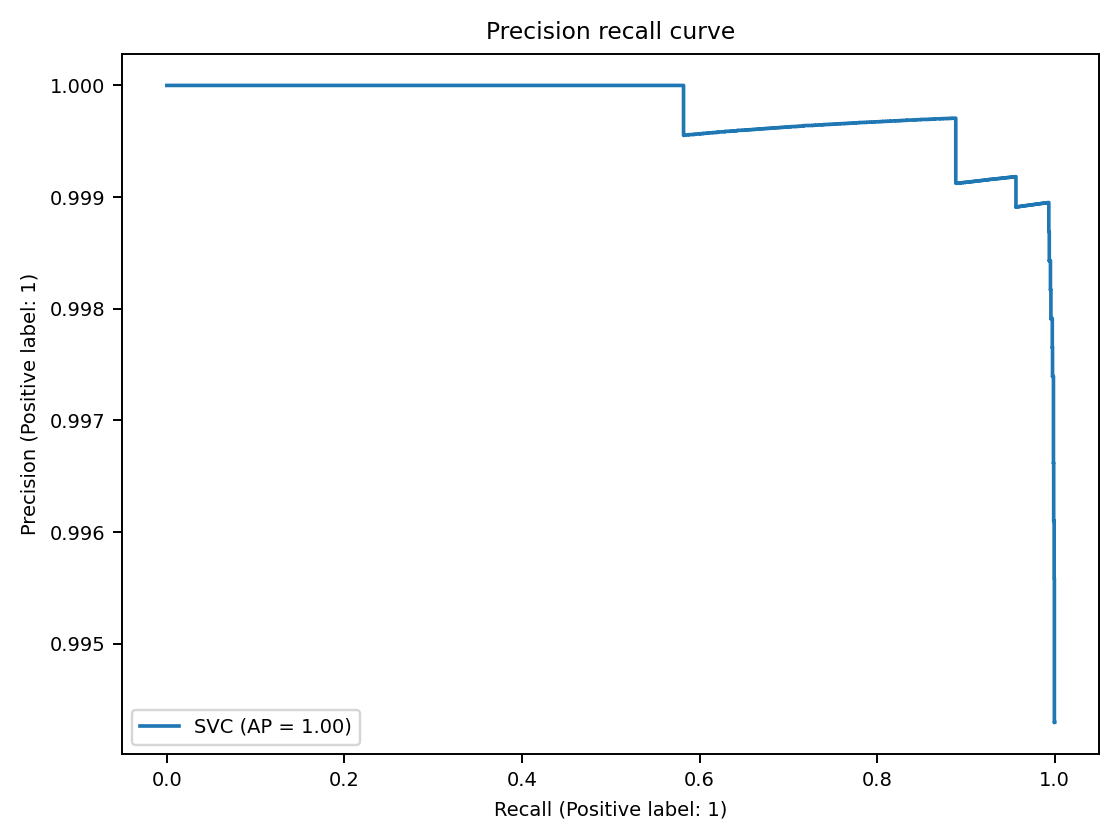 Precision recall curve
Precision (Positive label: 1)
1.000
0.999
0.998
0.997
0.996
0.995
SVC (AP = 1.00)
0.0 0.2 0.4 0.6 0.8 1.0
Recall (Positive label: 1)